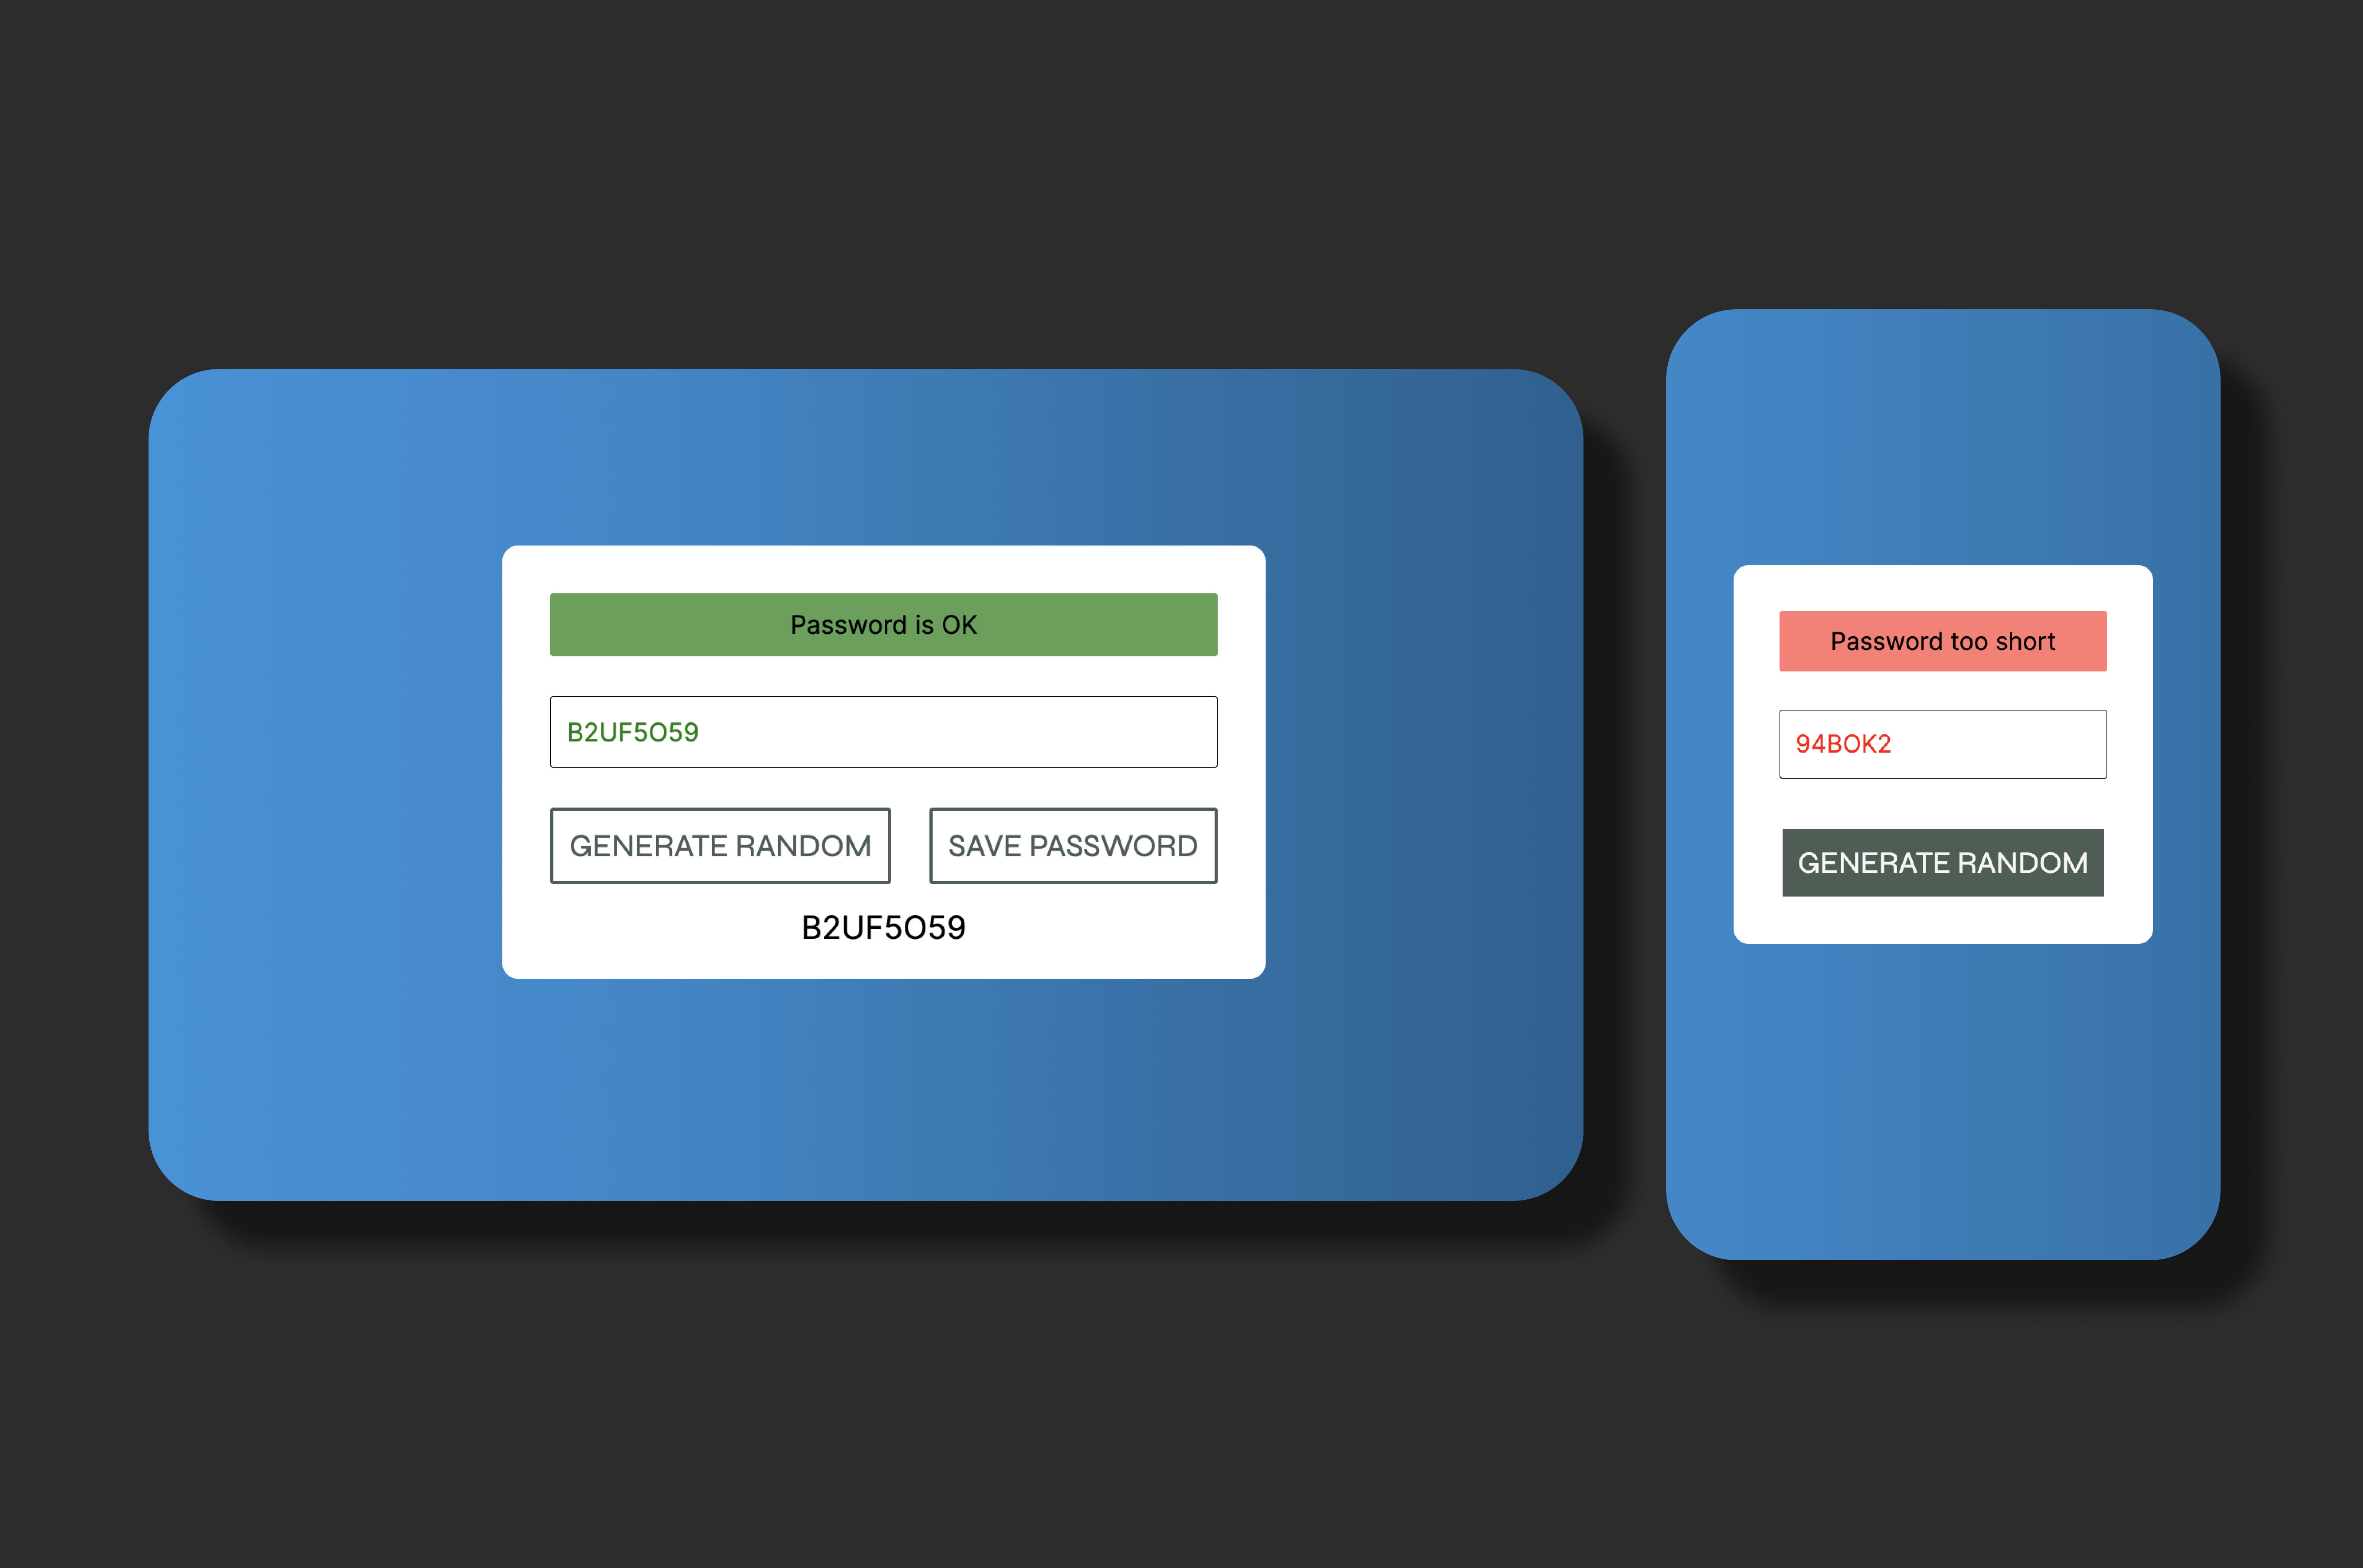 Password is OK
B2UF5O59
GENERATE RANDOM
SAVE PASSWORD
B2UF5O59
Password too short
94BOK2
GENERATE RANDOM